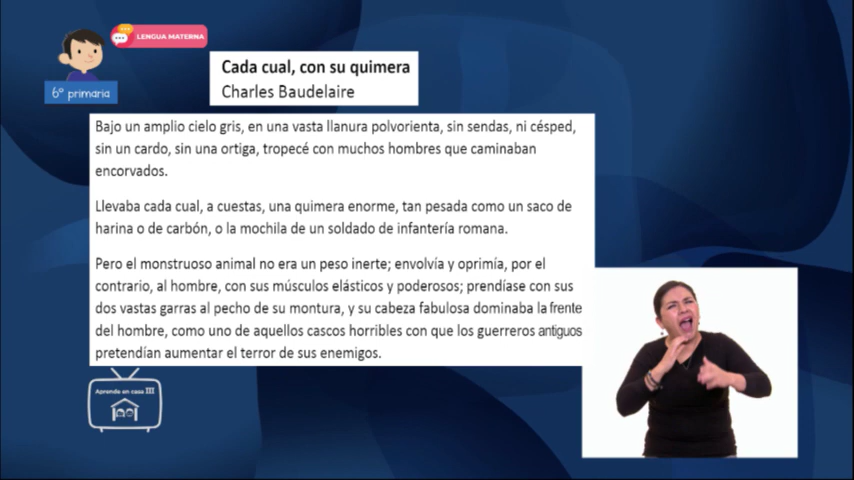 LENGUA MATERNA
6° primaria
Cada cual, con su quimera
Charles Baudelaire
Bajo un amplio cielo gris, en una vasta llanura polvorienta, sin sendas, ni césped,
sin un cardo, sin una ortiga, tropecé con muchos hombres que caminaban
encorvados.
Llevaba cada cual, a cuestas, una quimera enorme, tan pesada como un saco de
harina o de carbón, o la mochila de un soldado de infantería romana.
Pero el monstruoso animal no era un peso inerte; envolvía y oprimía, por el
contrario, al hombre, con sus músculos elásticos y poderosos; prendíase con sus
dos vastas garras al pecho de su montura, y su cabeza fabulosa dominaba la frente
del hombre, como uno de aquellos cascos horribles con que los guerreros antiguos
pretendían aumentar el terror de sus enemigos.
Aprende en casa III